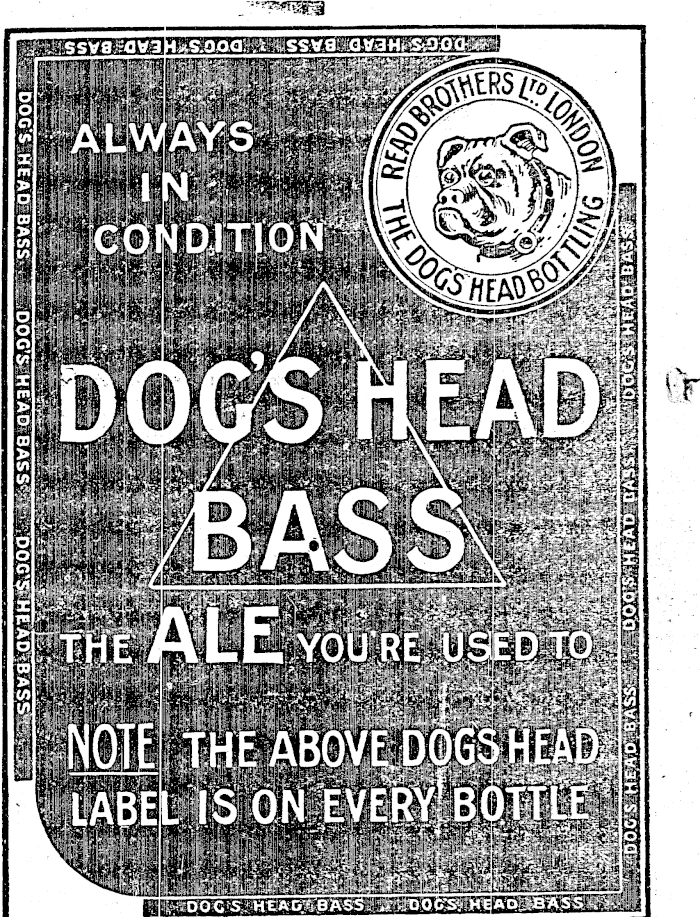 DOG'S HEAD BASS DOG'S HEAD BASS
ALWAYS
IN
CONDITION
READ BROTHERS LTD LONDON
THE DOGS HEAD BOTTLING
DOG'S HEAD
BASS
THE ALE YOU'RE USED TO
NOTE THE ABOVE DOGS HEAD
LABEL IS ON EVERY BOTTLE
DOG'S HEAD BASS DOG'S HEAD BASS DOG'S HEAD BASS
DOG'S HEAD BASS DOG'S HEAD BASS DOG'S HEAD BASS
DOG'S HEAD BASS DOGS HEAD BASS